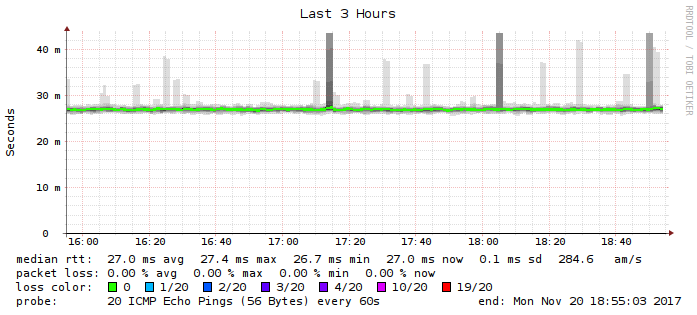 Last 3 Hours
RRDTOOL / TOBI OETIKER
Seconds
40 m
30 m
20 m
10 m
0
16:00 16:20 16:40 17:00 17:20 17:40 18:00 18:20 18:40
median rtt: 27.0 ms avg 27.4 ms max 26.7 ms min 27.0 ms now 0.1 ms sd 284.6 am/s
packet loss: 0.00 % avg 0.00 % max 0.00 % min 0.00 % now
loss color: 0 1/20 2/20 3/20 4/20 10/20 19/20
probe: 20 ICMP Echo Pings (56 Bytes) every 60s end: Mon Nov 20 18:55:03 2017